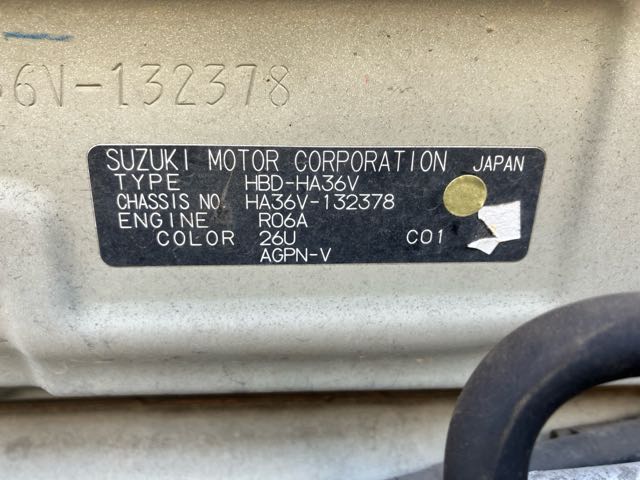 6V-132378
SUZUKI MOTOR CORPORATION JAPAN
TYPE HBD-HA36V
CHASSIS NO. HA36V-132378
ENGINE R06A
COLOR 26U C01
AGPN-V